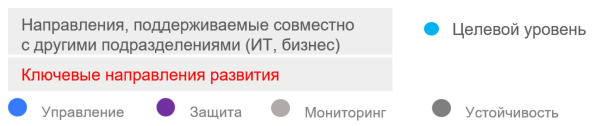 Направления, поддерживаемые совместно
с другими подразделениями (ИТ, бизнес)
Целевой уровень
Ключевые направления развития
Управление
Защита
Мониторинг
Устойчивость